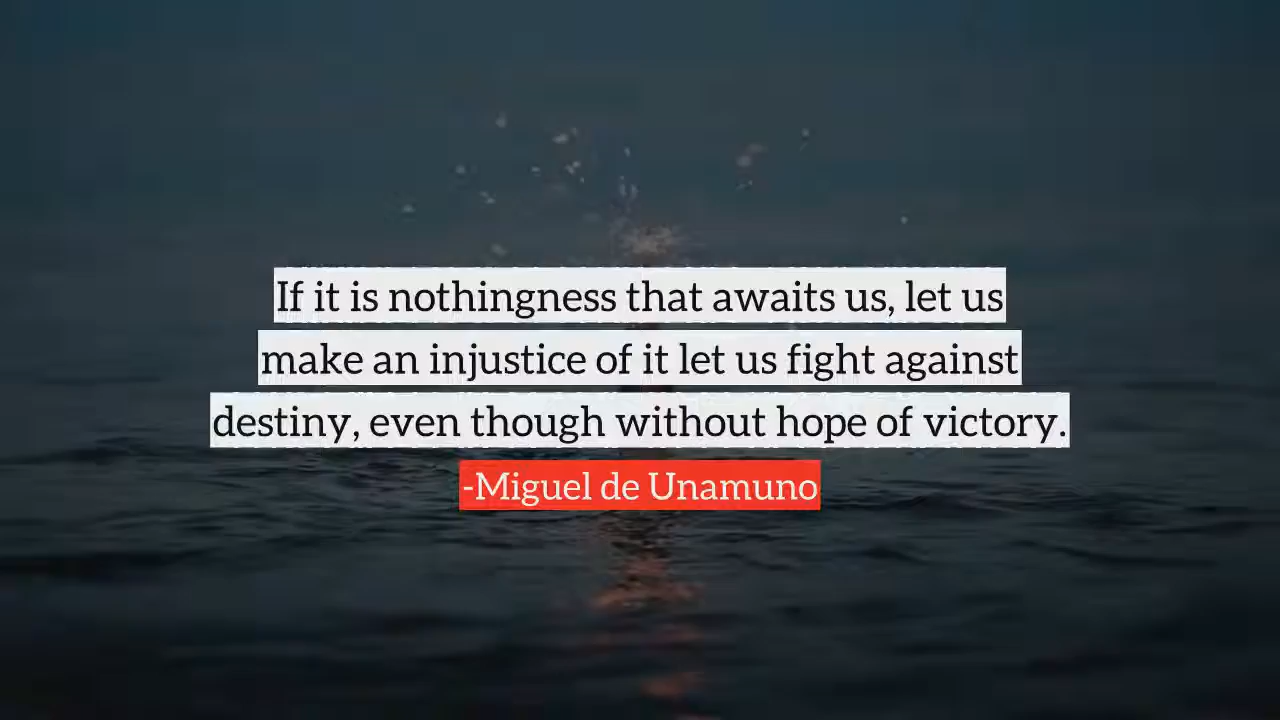 If it is nothingness that awaits us, let us
make an injustice of it let us fight against
destiny, even though without hope of victory.
-Miguel de Unamuno